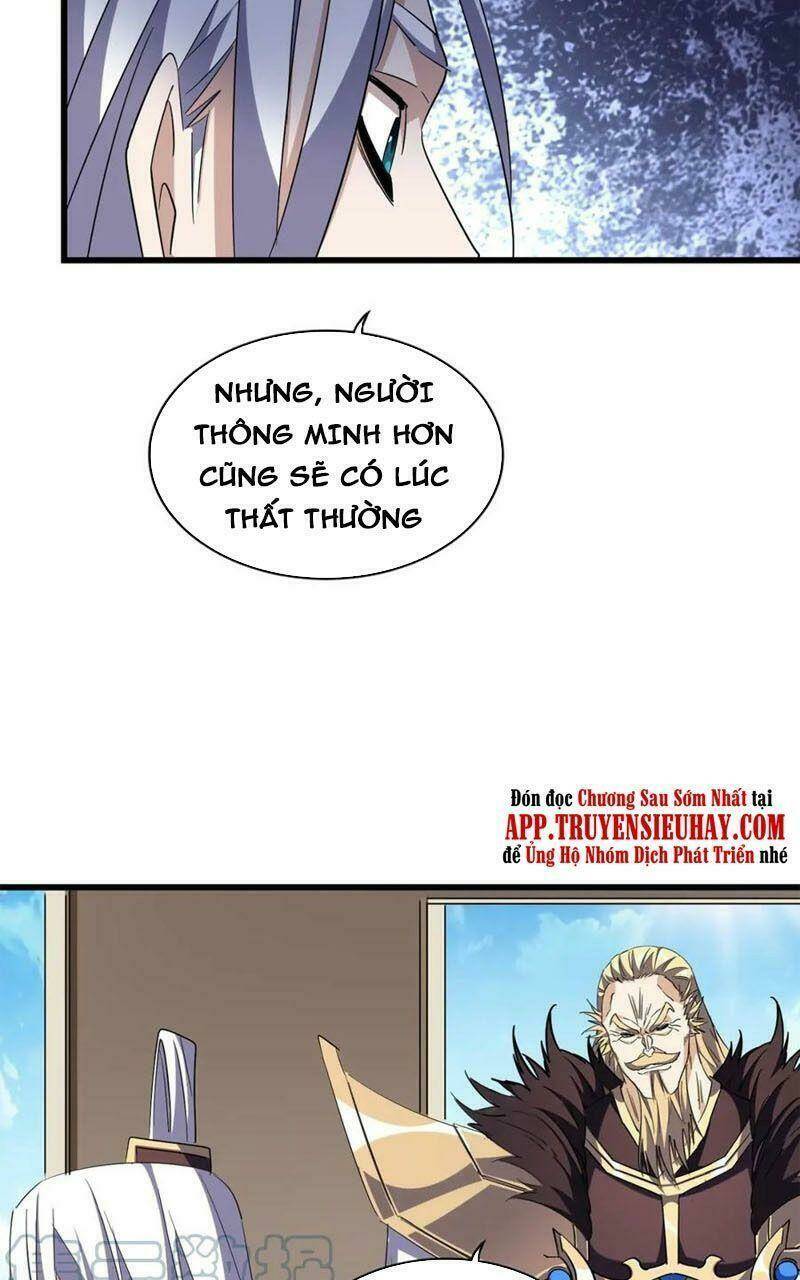 NHƯNG, NGƯỜI
THÔNG MINH HƠN
CŨNG SẼ CÓ LÚC
THẤT THƯỜNG
Đón đọc Chương Sau Sớm Nhất tại
APP.TRUYENSIEUHAY.COM
để Ủng Hộ Nhóm Dịch Phát Triển nhé